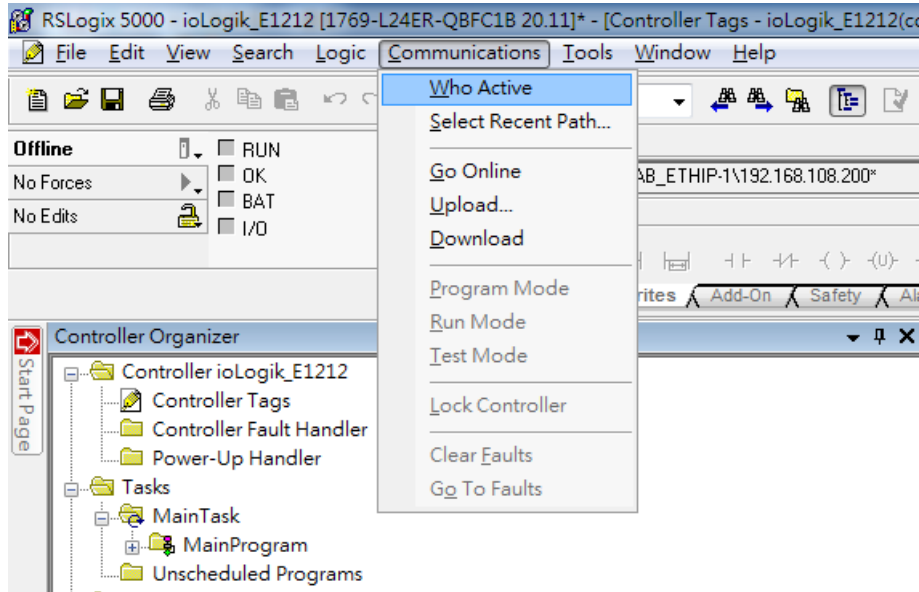 RSLogix 5000 - ioLogik_E1212 [1769-L24ER-QBFC1B 20.11]* - [Controller Tags - ioLogik_E1212(co
File Edit View Search Logic Communications Tools Window Help
Who Active
Select Recent Path...
Go Online
Upload...
Download
Program Mode
Run Mode
Test Mode
Lock Controller
Clear Faults
Go To Faults
Offline
RUN
No Forces
OK
AB_ETHIP-1\192.168.108.200*
BAT
No Edits
I/O
rites Add-On Safety Ala
Start Page
Controller Organizer
Controller ioLogik_E1212
Controller Tags
Controller Fault Handler
Power-Up Handler
Tasks
MainTask
MainProgram
Unscheduled Programs